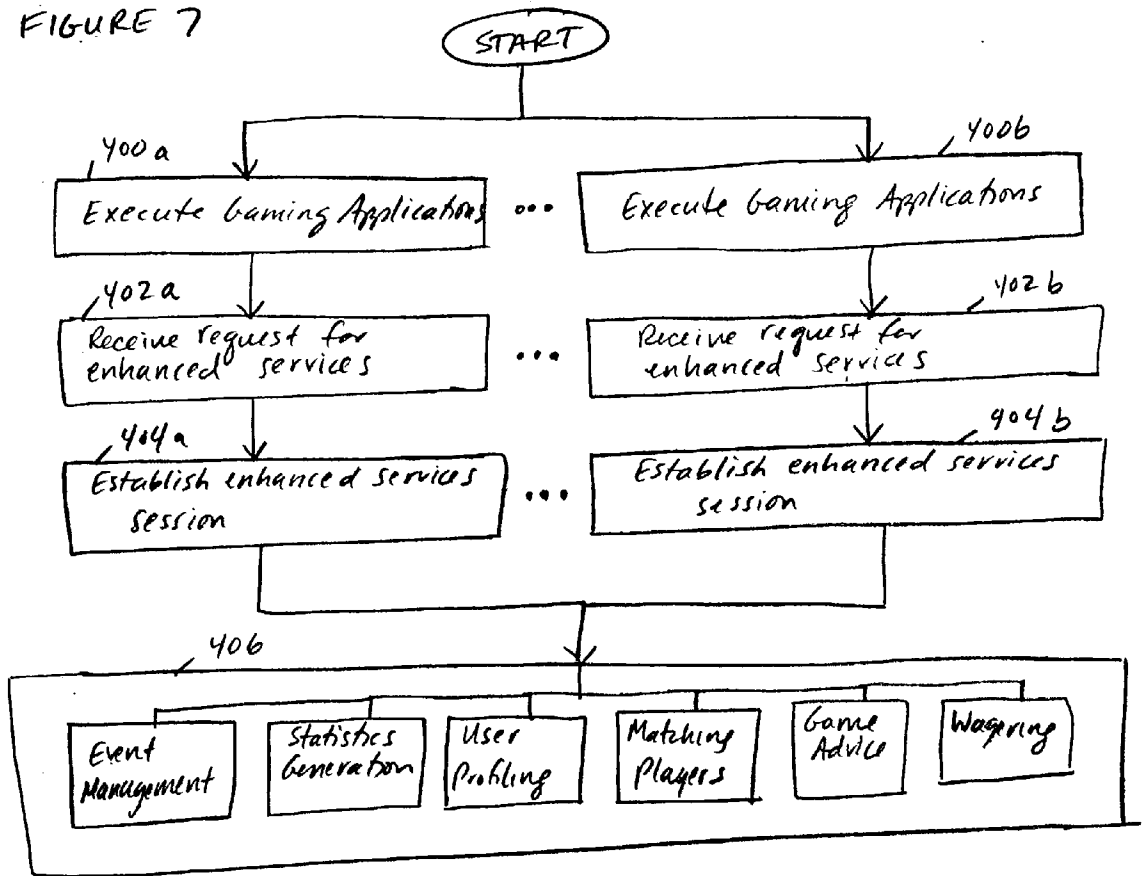 FIGURE 7
START
400a
400b
Execute Gaming Applications
...
Execute Gaming Applications
402a
402b
Receive request for
enhanced services
...
Receive request for
enhanced services
404a
404b
Establish enhanced services
session
...
Establish enhanced services
session
406
Event
Management
Statistics
Generation
User
Profiling
Matching
Players
Game
Advice
Wagering